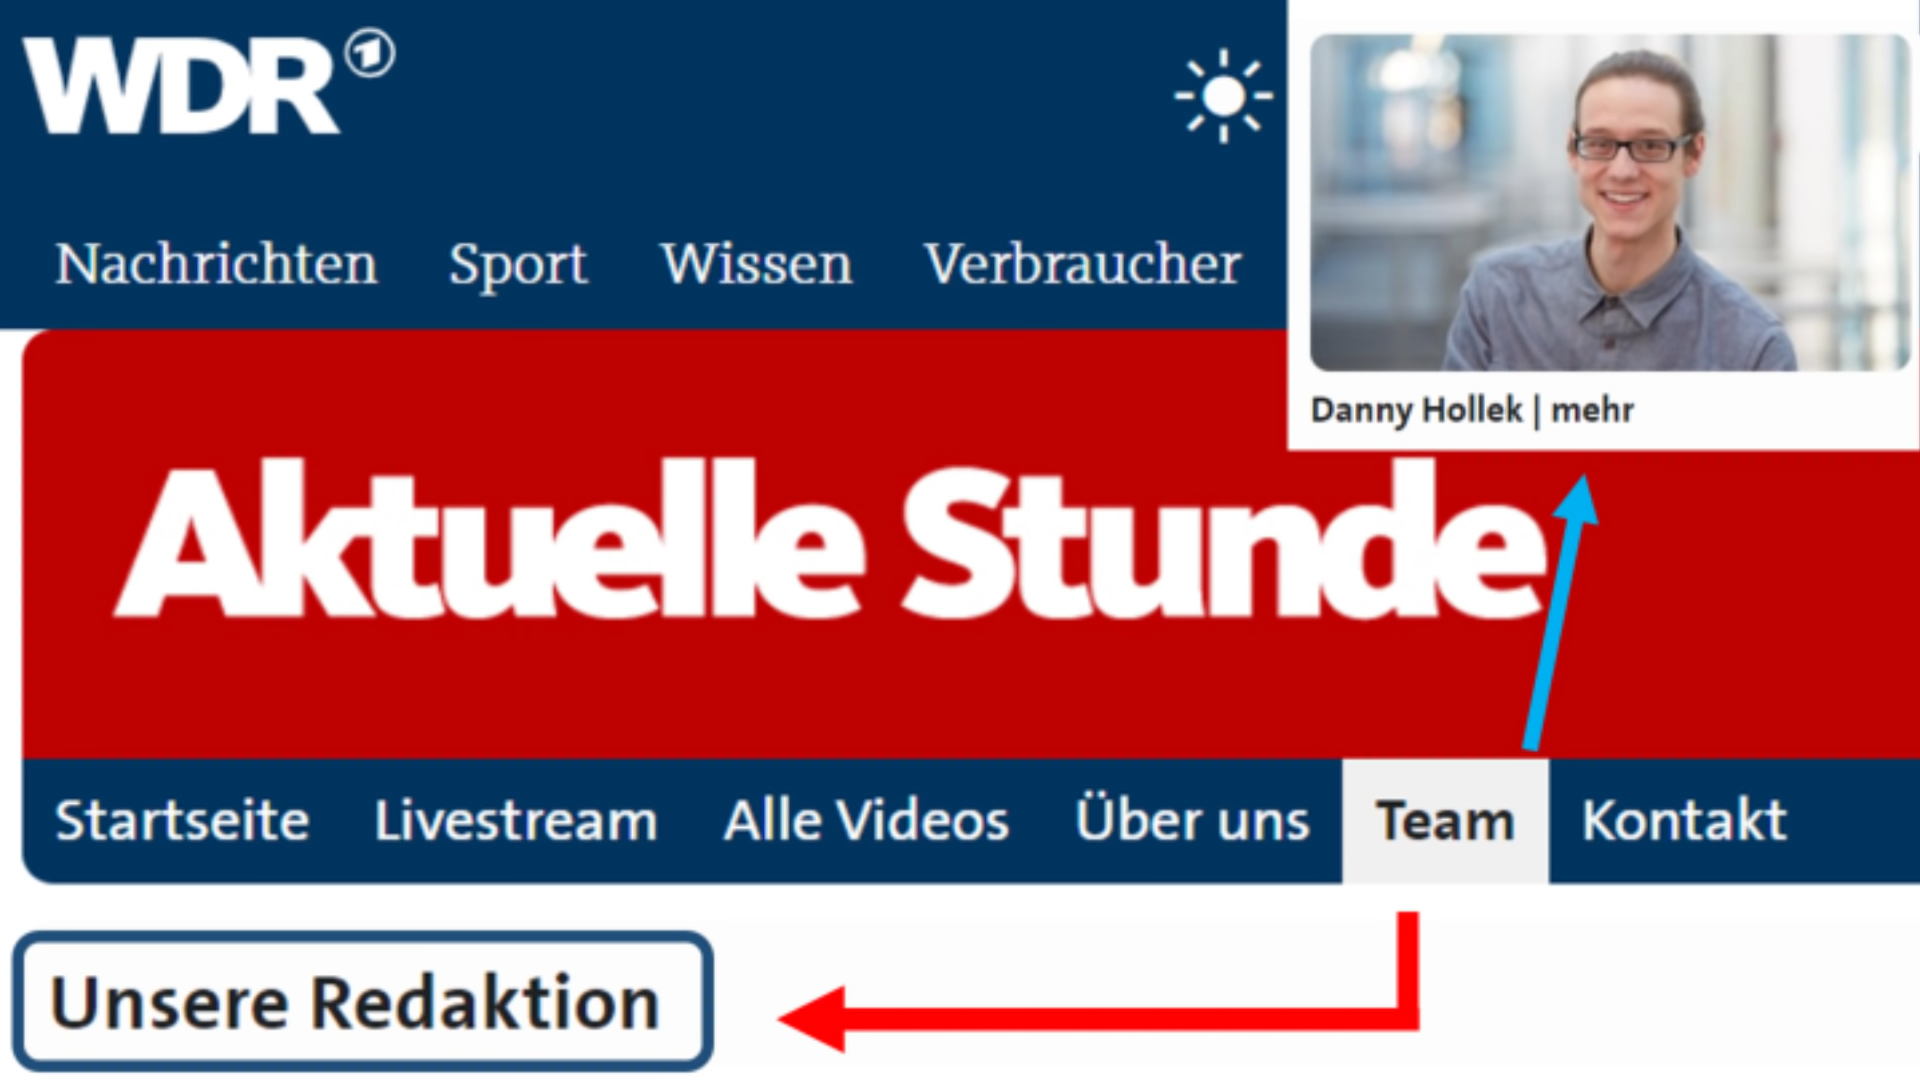 WDR 1
Nachrichten Sport Wissen Verbraucher
Danny Hollek | mehr
Aktuelle Stunde
Startseite Livestream Alle Videos Über uns Team Kontakt
Unsere Redaktion